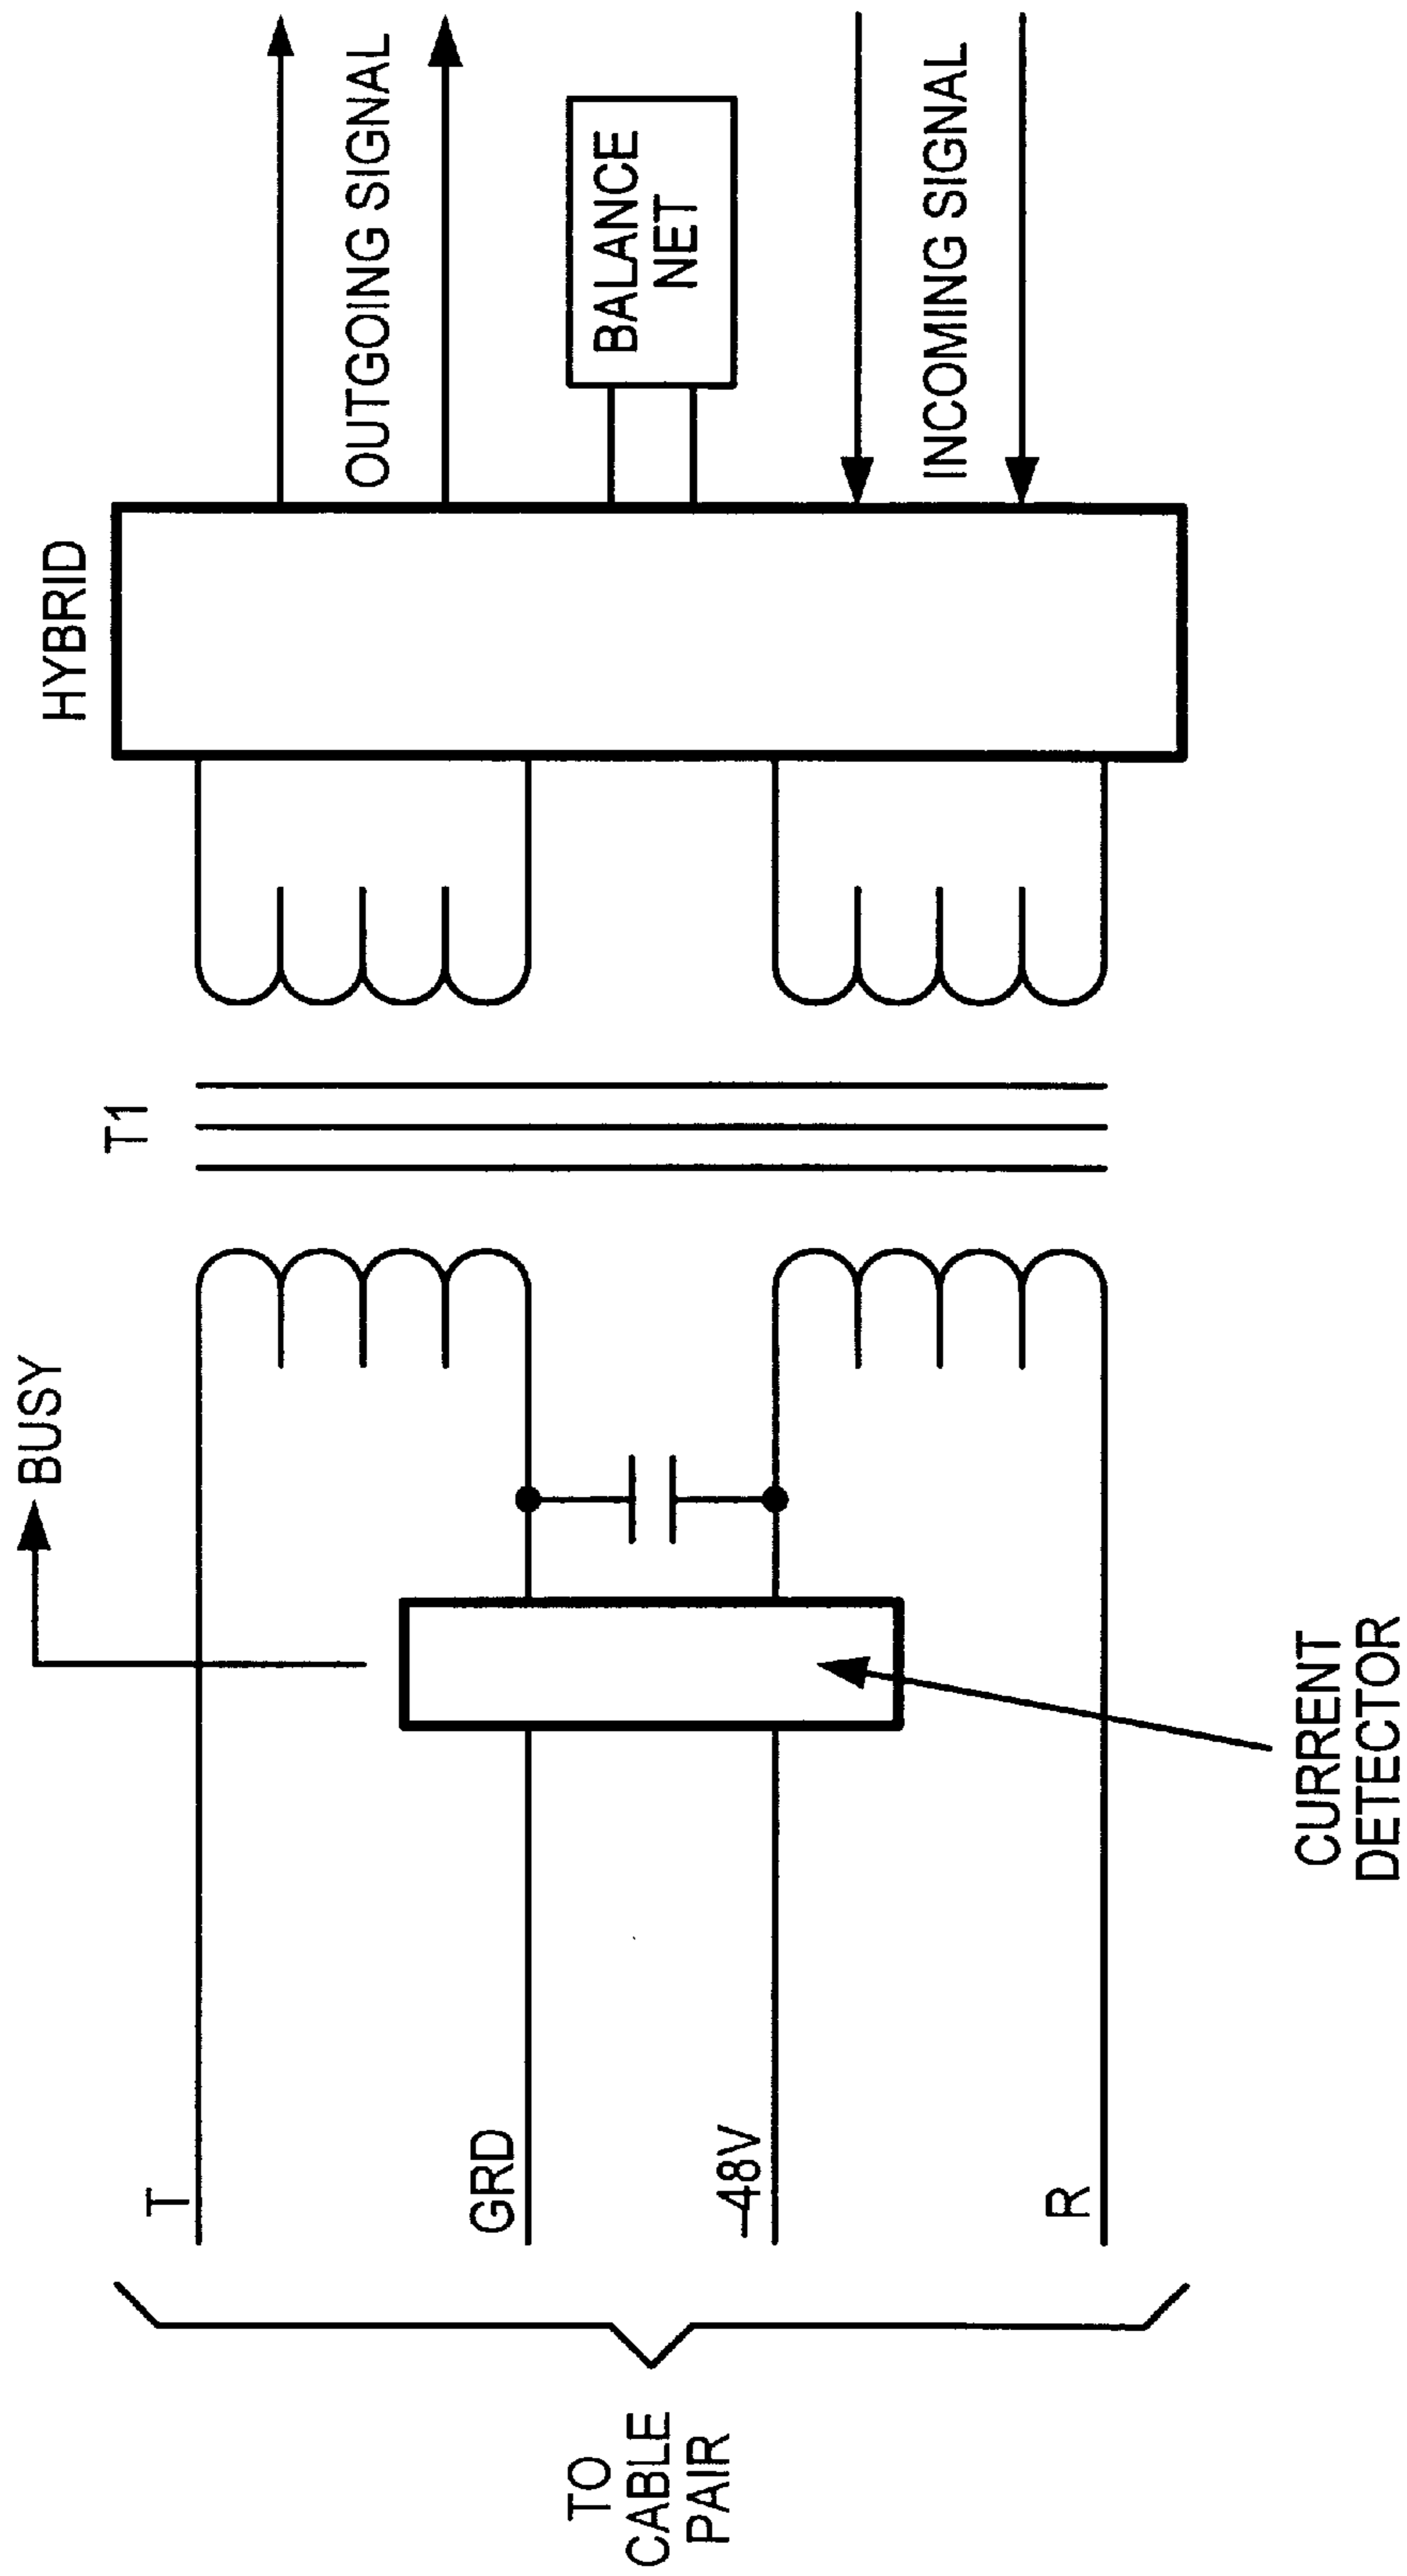 BUSY
T1
HYBRID
T
OUTGOING SIGNAL
GRD
BALANCE
NET
TO
CABLE
PAIR
-48V
R
INCOMING SIGNAL
CURRENT
DETECTOR